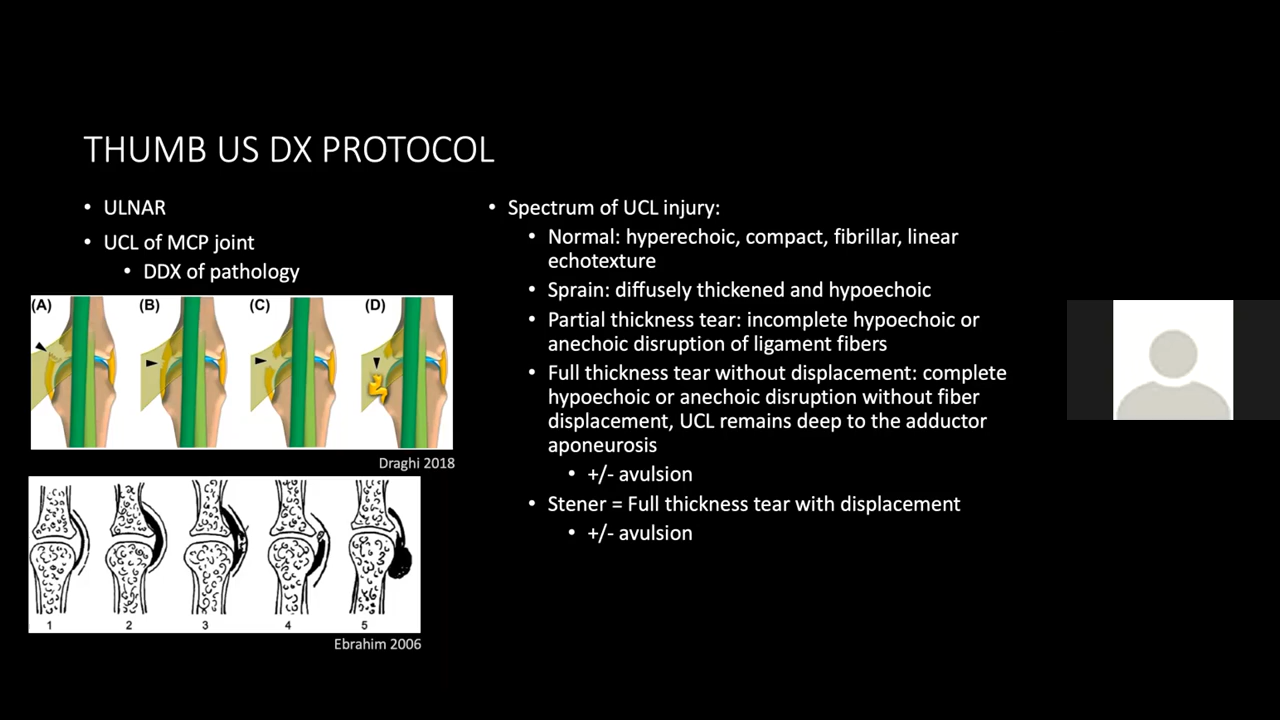 THUMB US DX PROTOCOL
• ULNAR
• UCL of MCP joint
• DDX of pathology
(A) (B) (C) (D)
Draghi 2018
1 2 3 4 5
Ebrahim 2006
• Spectrum of UCL injury:
• Normal: hyperechoic, compact, fibrillar, linear
echotexture
• Sprain: diffusely thickened and hypoechoic
• Partial thickness tear: incomplete hypoechoic or
anechoic disruption of ligament fibers
• Full thickness tear without displacement: complete
hypoechoic or anechoic disruption without fiber
displacement, UCL remains deep to the adductor
aponeurosis
• +/- avulsion
• Stener = Full thickness tear with displacement
• +/- avulsion